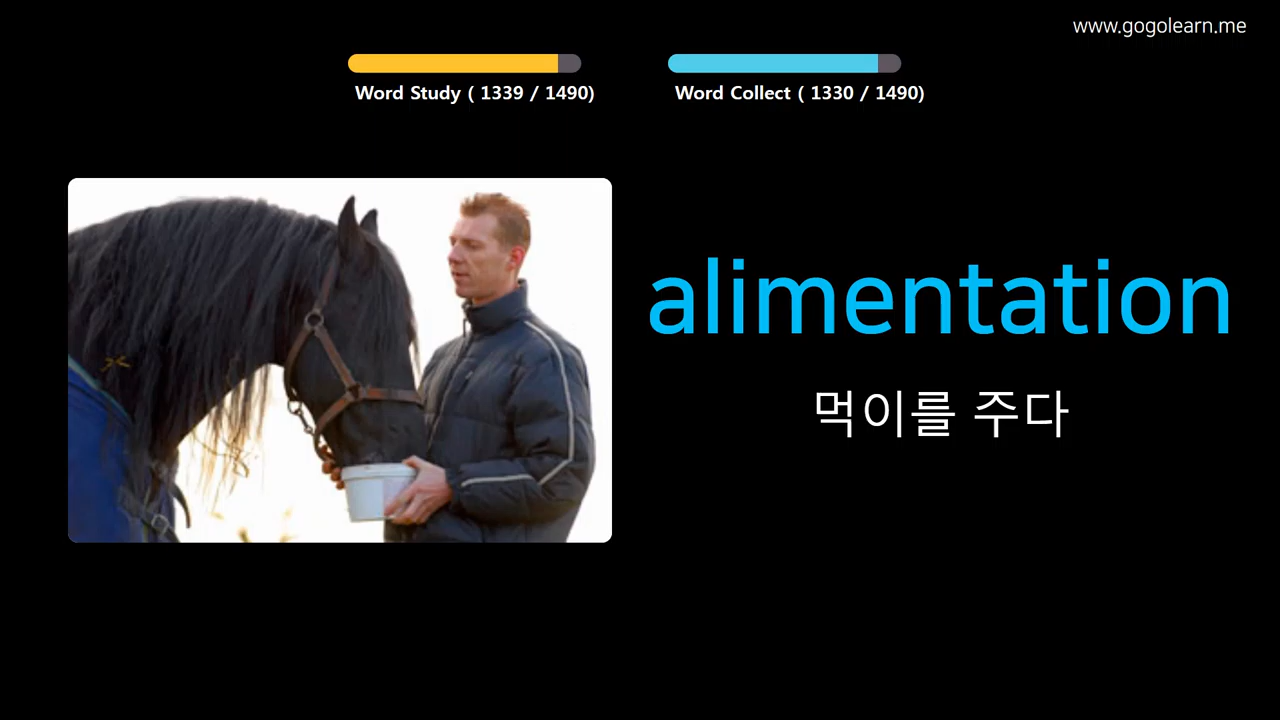 www.gogolearn.me
Word Study ( 1339 / 1490)
Word Collect ( 1330 / 1490)
alimentation
먹이를 주다